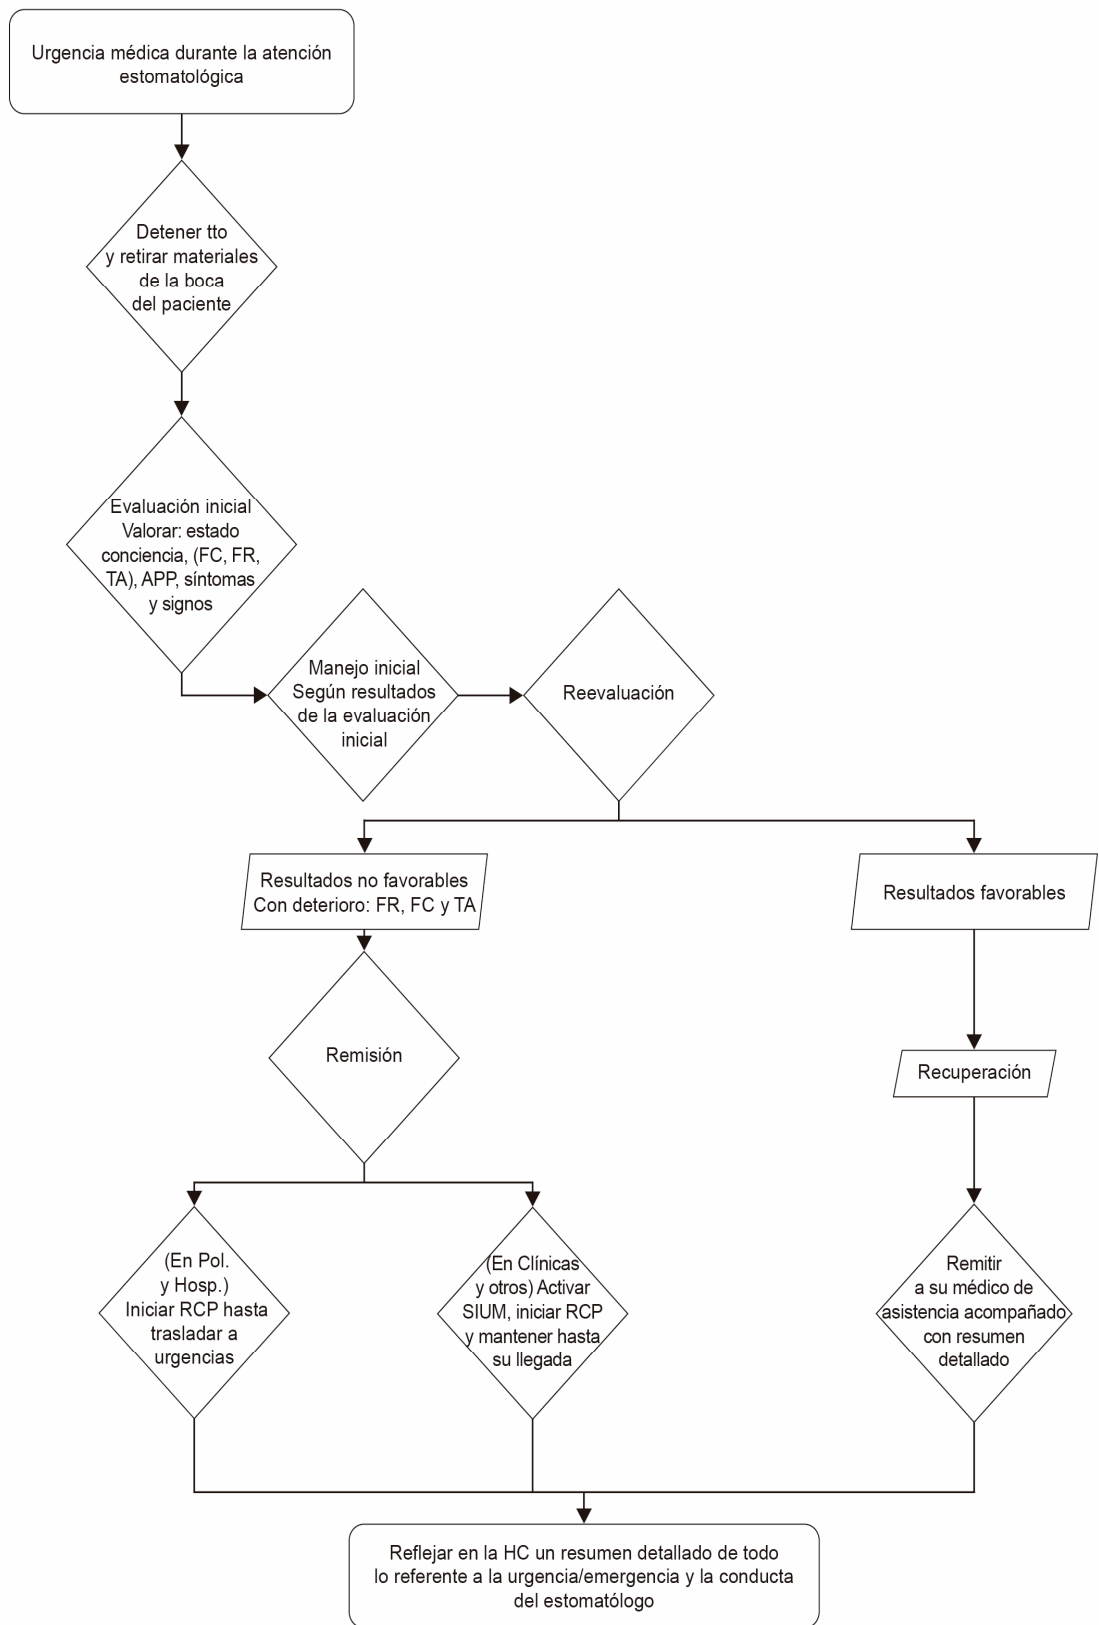 Urgencia médica durante la atención
estomatológica
Detener tto
y retirar materiales
de la boca
del paciente
Evaluación inicial
Valorar: estado
conciencia, (FC, FR,
TA), APP, síntomas
y signos
Manejo inicial
Según resultados
de la evaluación
inicial
Reevaluación
Resultados no favorables
Con deterioro: FR, FC y TA
Resultados favorables
Remisión
Recuperación
(En Pol.
y Hosp.)
Iniciar RCP hasta
trasladar a
urgencias
(En Clínicas
y otros) Activar
SIUM, iniciar RCP
y mantener hasta
su llegada
Remitir
a su médico de
asistencia acompañado
con resumen
detallado
Reflejar en la HC un resumen detallado de todo
lo referente a la urgencia/emergencia y la conducta
del estomatólogo